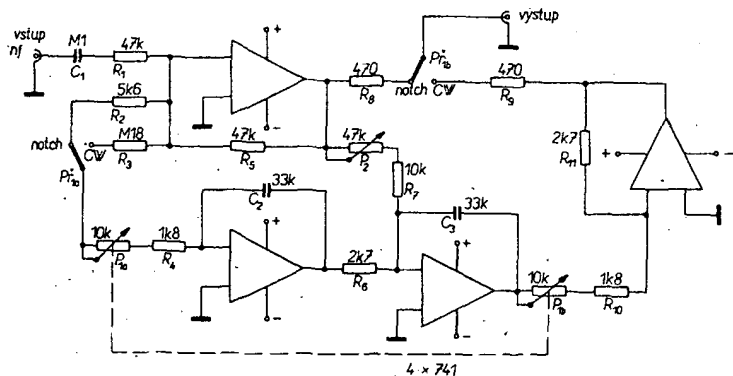 vstup
nf
M1
C1
47k
R1
5k6
R2
notch
CW
M18
R3
Př1a
+
-
470
R8
notch
Př1b
CW
výstup
470
R9
2k7
R11
+
-
47k
R5
47k
P2
10k
R7
33k
C2
33k
C3
10k
P1a
1k8
R4
+
-
2k7
R6
+
-
10k
P1b
1k8
R10
4 × 741